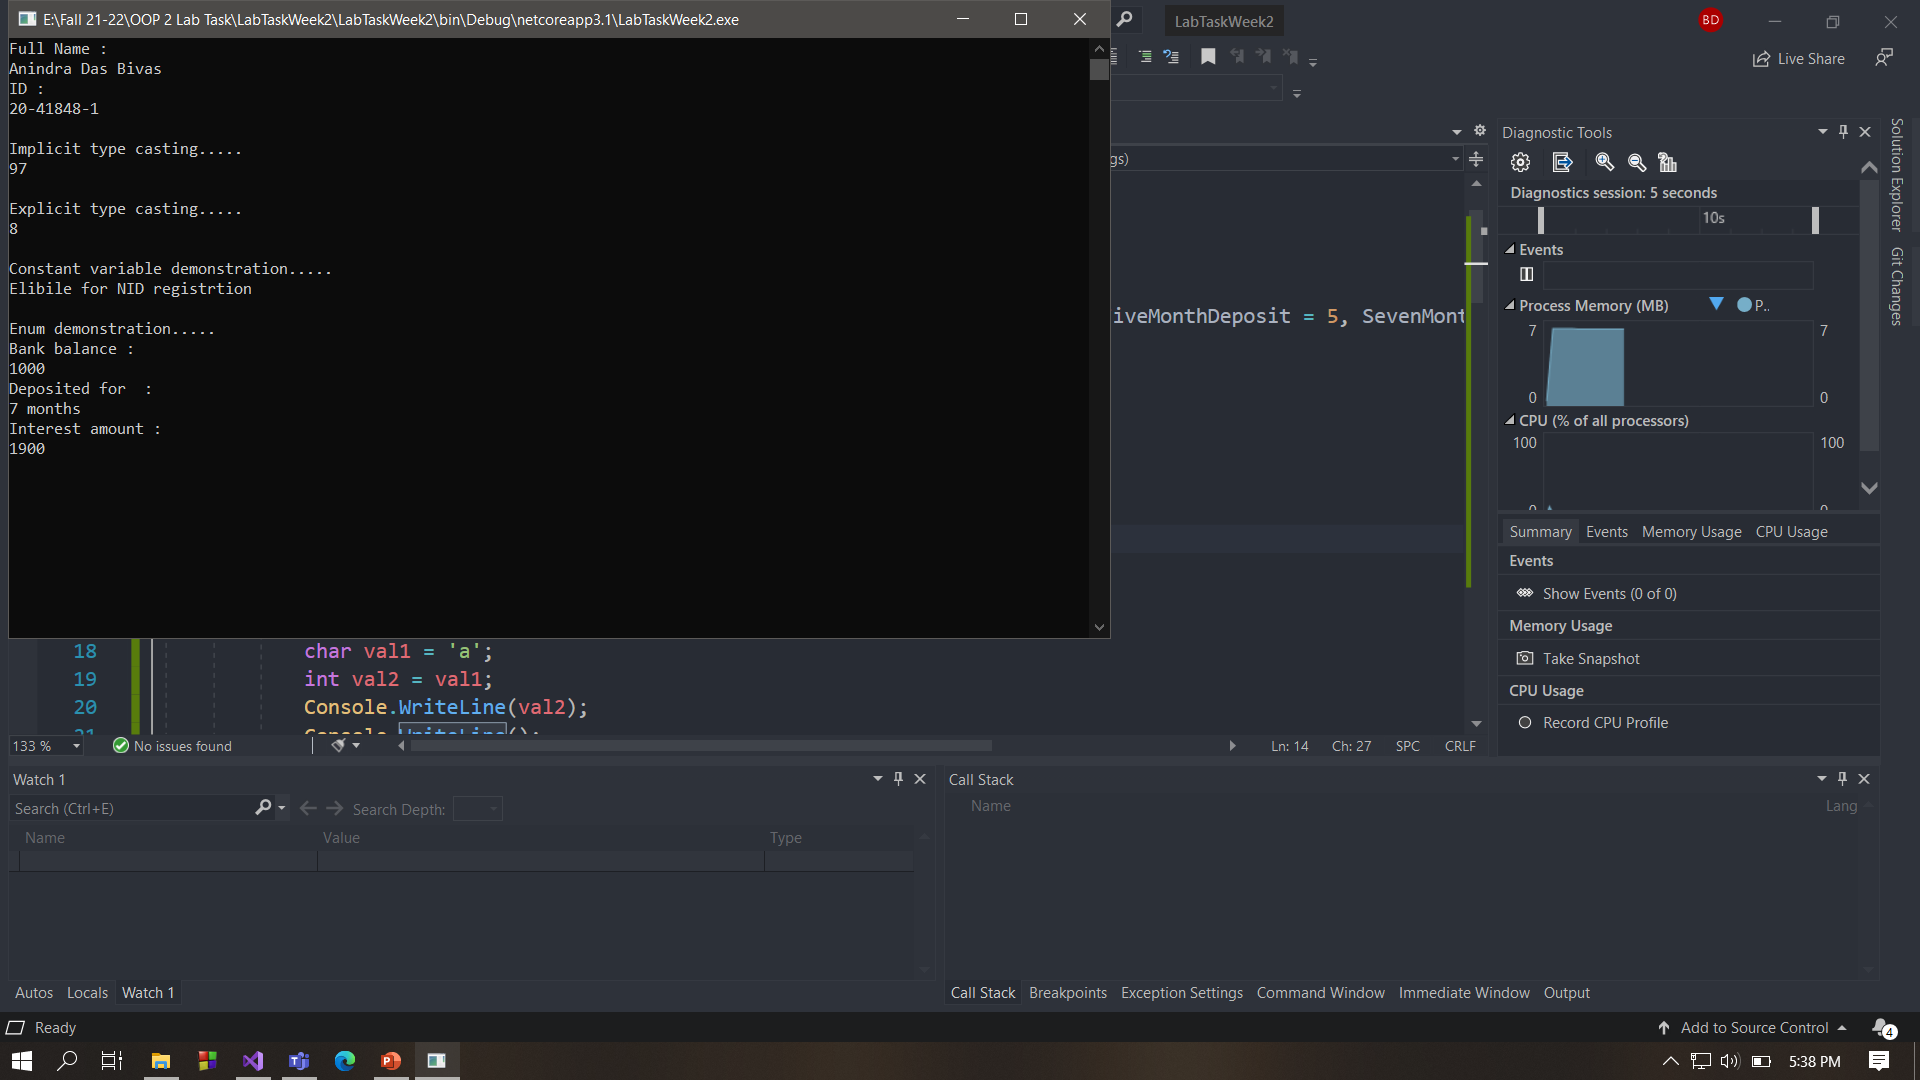 E:\Fall 21-22\OOP 2 Lab Task\LabTaskWeek2\LabTaskWeek2\bin\Debug\netcoreapp3.1\LabTaskWeek2.exe
Full Name :
Anindra Das Bivas
ID :
20-41848-1
Implicit type casting.....
97
Explicit type casting.....
8
Constant variable demonstration.....
Elibile for NID registrtion
Enum demonstration.....
Bank balance :
1000
Deposited for  :
7 months
Interest amount :
1900
LabTaskWeek2
BD
Live Share
gs)
iveMonthDeposit = 5, SevenMont
18 char val1 = 'a';
19 int val2 = val1;
20 Console.WriteLine(val2);
21 Console.WriteLine();
133 %
No issues found
Ln: 14 Ch: 27 SPC CRLF
Diagnostic Tools
Diagnostics session: 5 seconds
10s
Events
Process Memory (MB)
P..
7 7
0 0
CPU (% of all processors)
100 100
0 0
Summary Events Memory Usage CPU Usage
Events
Show Events (0 of 0)
Memory Usage
Take Snapshot
CPU Usage
Record CPU Profile
Solution Explorer
Git Changes
Watch 1
Search (Ctrl+E)
Search Depth:
Name Value Type
Autos Locals Watch 1
Call Stack
Name Lang
Call Stack Breakpoints Exception Settings Command Window Immediate Window Output
Ready
Add to Source Control
4
5:38 PM